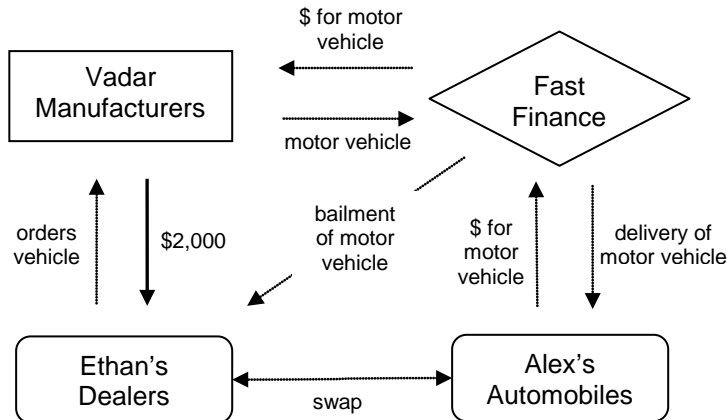 $ for motor
vehicle
Vadar
Manufacturers
Fast
Finance
motor vehicle
orders
vehicle
$2,000
bailment
of motor
vehicle
$ for
motor
vehicle
delivery of
motor vehicle
Ethan's
Dealers
swap
Alex's
Automobiles